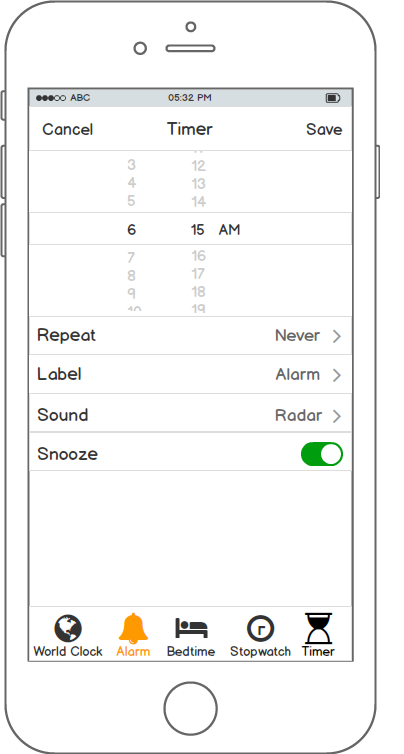 ABC 05:32 PM
Cancel Timer Save
3 12
4 13
5 14
6 15 AM
7 16
8 17
9 18
10 19
Repeat Never
Label Alarm
Sound Radar
Snooze
World Clock Alarm Bedtime Stopwatch Timer